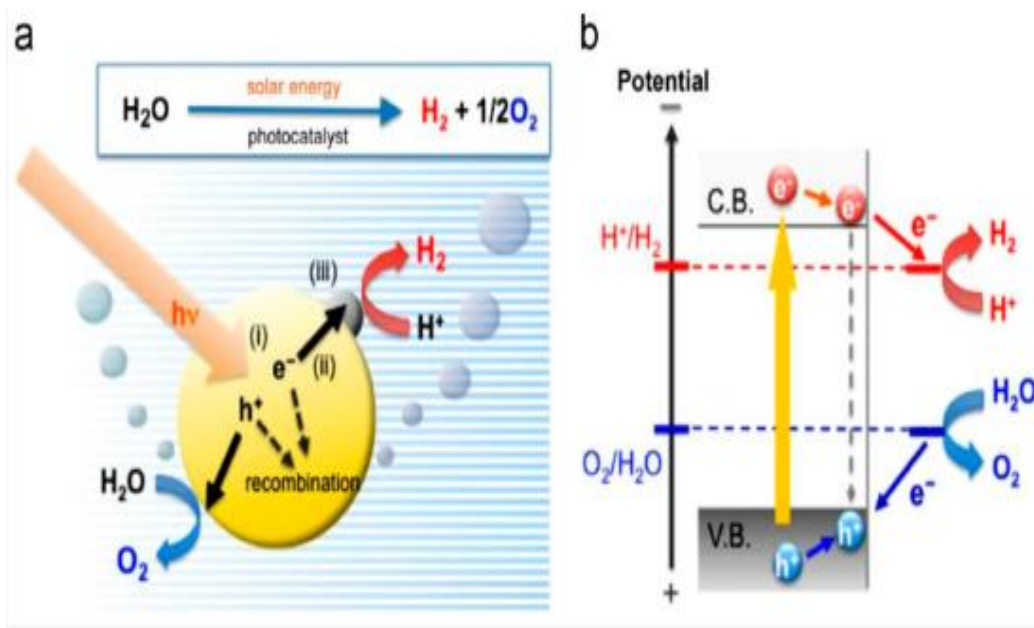 a
solar energy
H₂O → H₂ + 1/2O₂
photocatalyst
hν
(i)
(iii)
H₂
e⁻
(ii)
H⁺
h⁺
recombination
H₂O
O₂
b
Potential
−
C.B.
e⁻
e⁻
e⁻
H⁺/H₂
H₂
H⁺
O₂/H₂O
H₂O
O₂
e⁻
V.B.
h⁺
h⁺
+